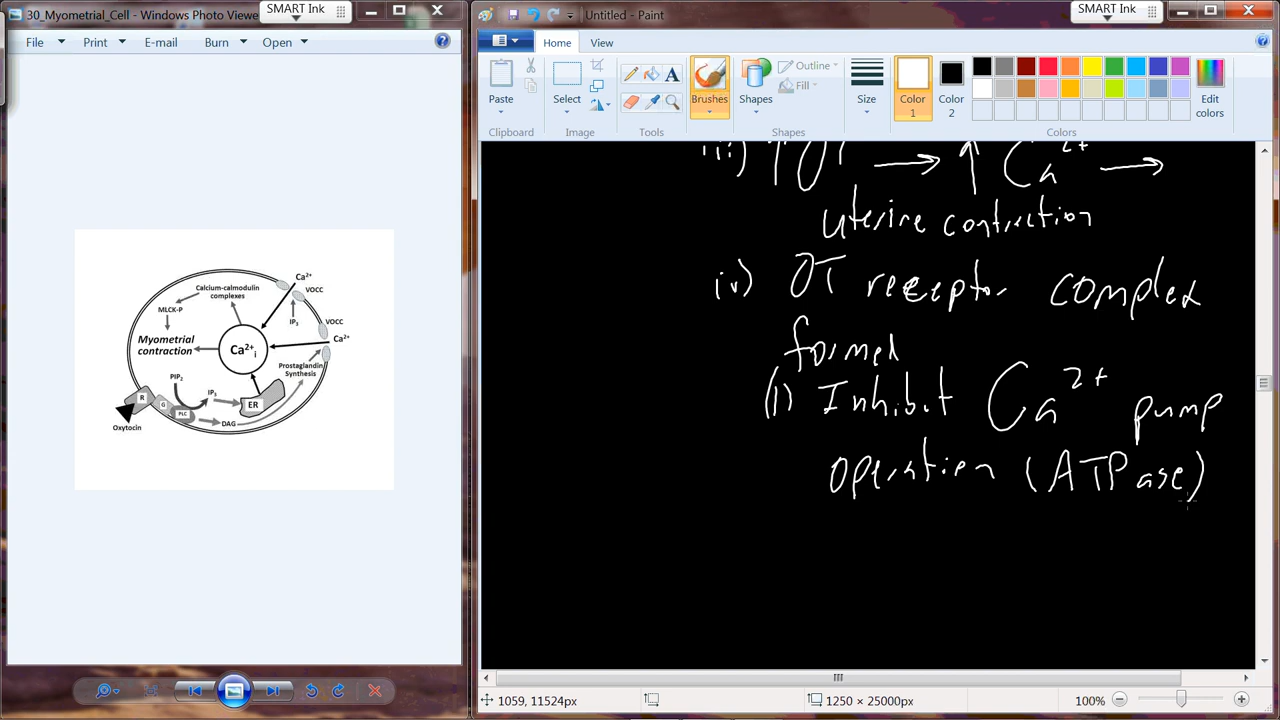 30_Myometrial_Cell - Windows Photo Viewe
SMART Ink
File Print E-mail Burn Open
Ca²⁺
VOCC
Calcium-calmodulin
complexes
MLCK-P
IP₃
VOCC
Ca²⁺
Myometrial
contraction
Ca²⁺ᵢ
Prostaglandin
Synthesis
PIP₂
IP₃
ER
R
G
PLC
DAG
Oxytocin
Untitled - Paint
SMART Ink
Home View
Paste
Select
Outline
Fill
Brushes
Shapes
Size
Color
1
Color
2
Edit
colors
Clipboard
Image
Tools
Shapes
Colors
iii) ↑OT → ↑ Ca²⁺ →
uterine contraction
iv) OT receptor complex
formed
(1) Inhibit Ca²⁺ pump
operation (ATPase)
1059, 11524px
1250 × 25000px
100%